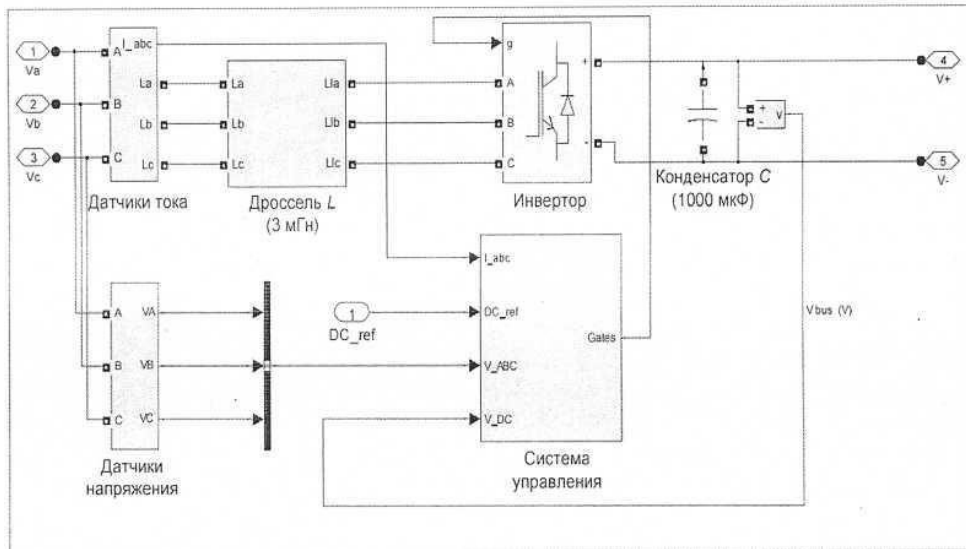 1
Va
2
Vb
3
Vc
A
B
C
I_abc
La
Lb
Lc
Датчики тока
La
Lb
Lc
LIa
LIb
LIc
Дроссель L
(3 мГн)
g
A
B
C
+
-
Инвертор
Конденсатор C
(1000 мкФ)
+
-
V
4
V+
5
V-
A
B
C
VA
VB
VC
Датчики
напряжения
1
DC_ref
I_abc
DC_ref
V_ABC
V_DC
Gates
Система
управления
Vbus (V)